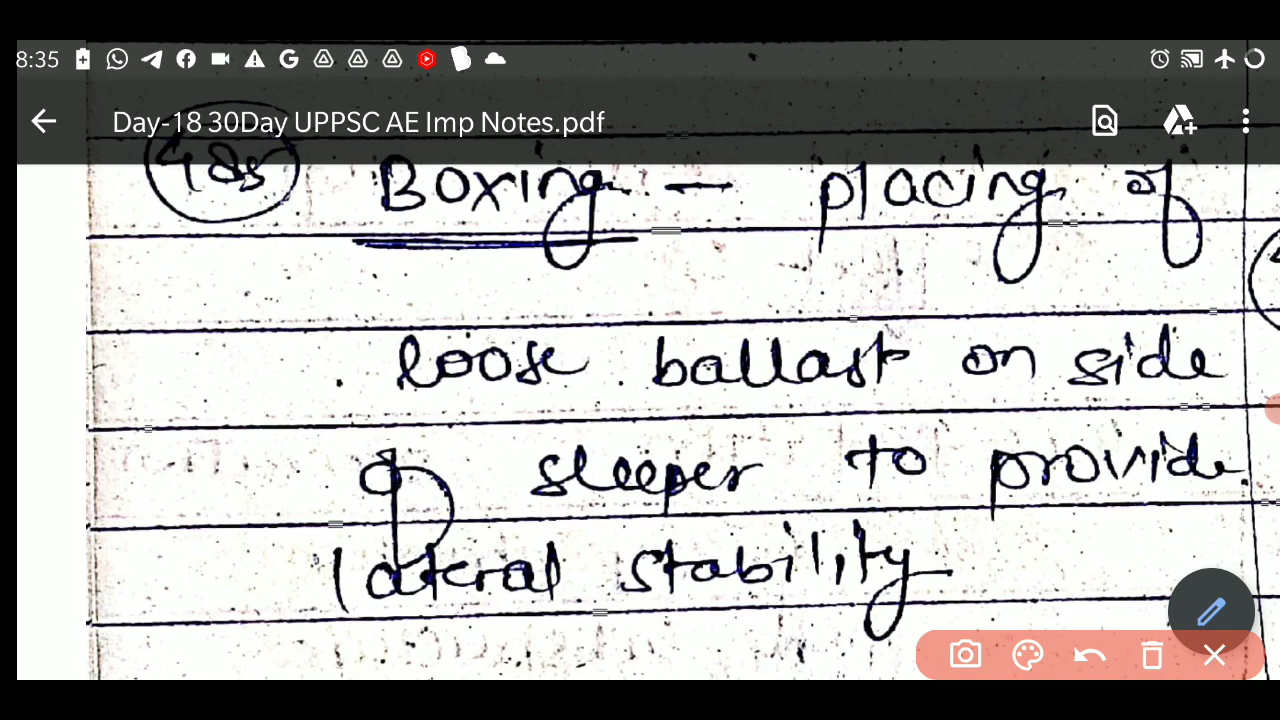 8:35
Day-18 30Day UPPSC AE Imp Notes.pdf
Boxing - placing of
loose ballast on side
of sleeper to provide
lateral stability